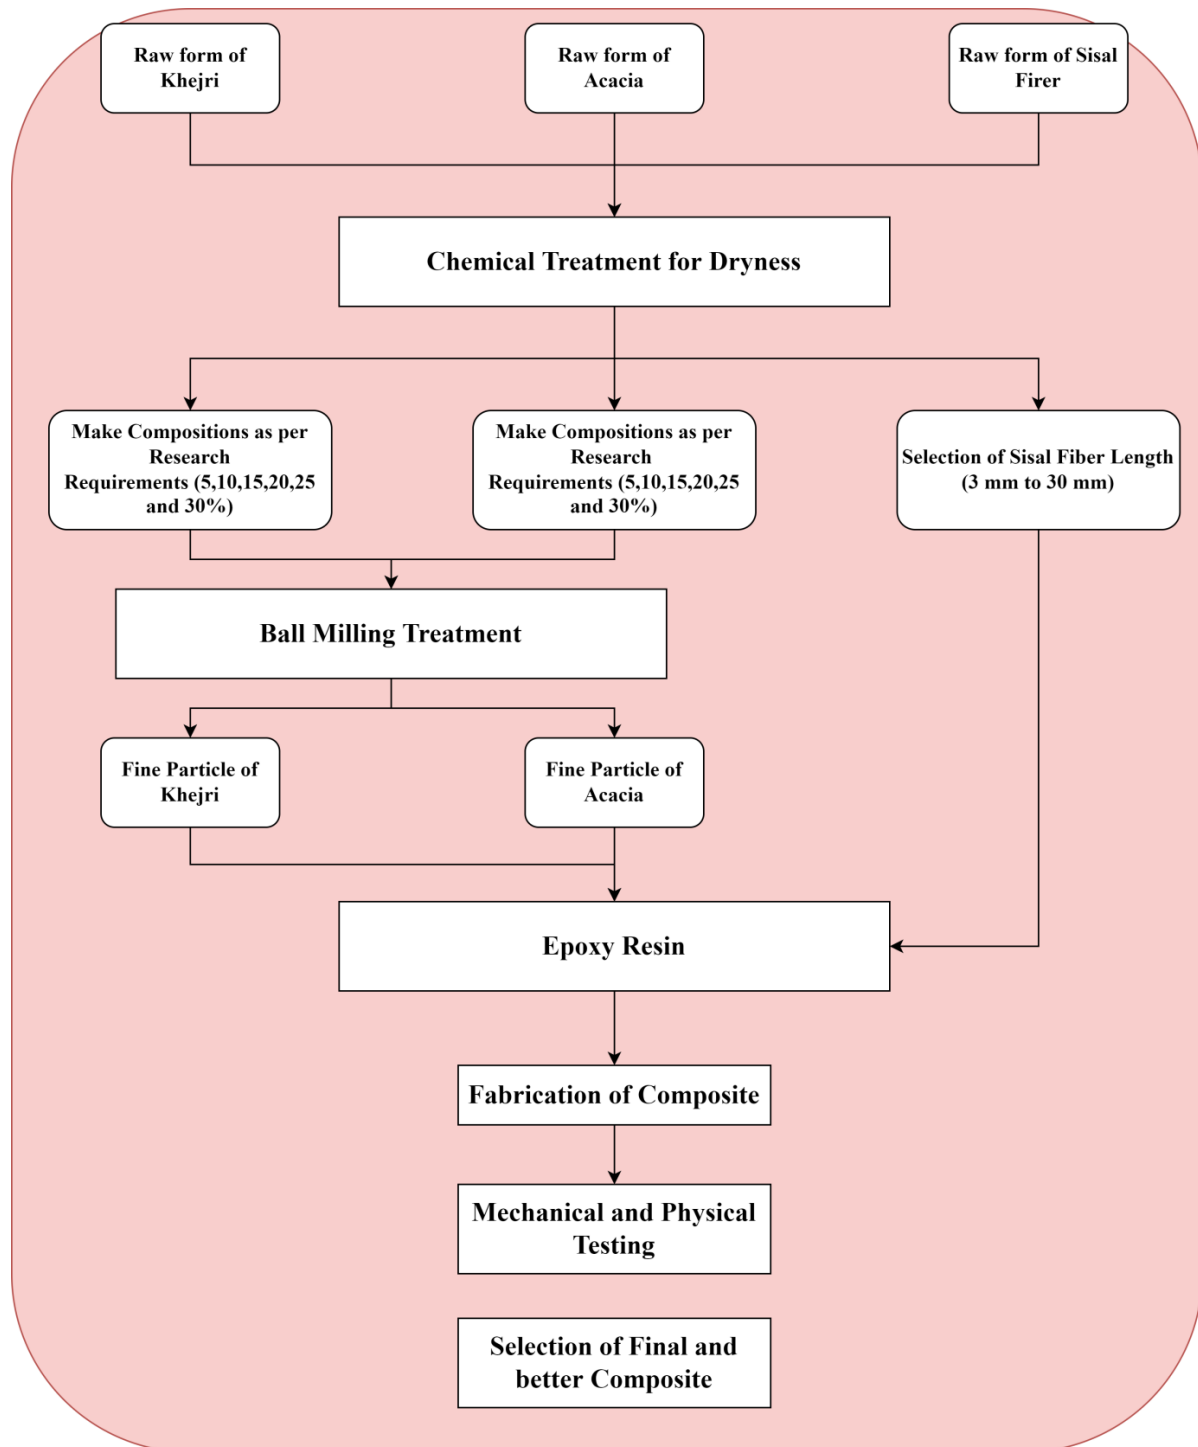 Raw form of
Khejri
Raw form of
Acacia
Raw form of Sisal
Firer
Chemical Treatment for Dryness
Make Compositions as per
Research
Requirements (5,10,15,20,25
and 30%)
Make Compositions as per
Research
Requirements (5,10,15,20,25
and 30%)
Selection of Sisal Fiber Length
(3 mm to 30 mm)
Ball Milling Treatment
Fine Particle of
Khejri
Fine Particle of
Acacia
Epoxy Resin
Fabrication of Composite
Mechanical and Physical
Testing
Selection of Final and
better Composite